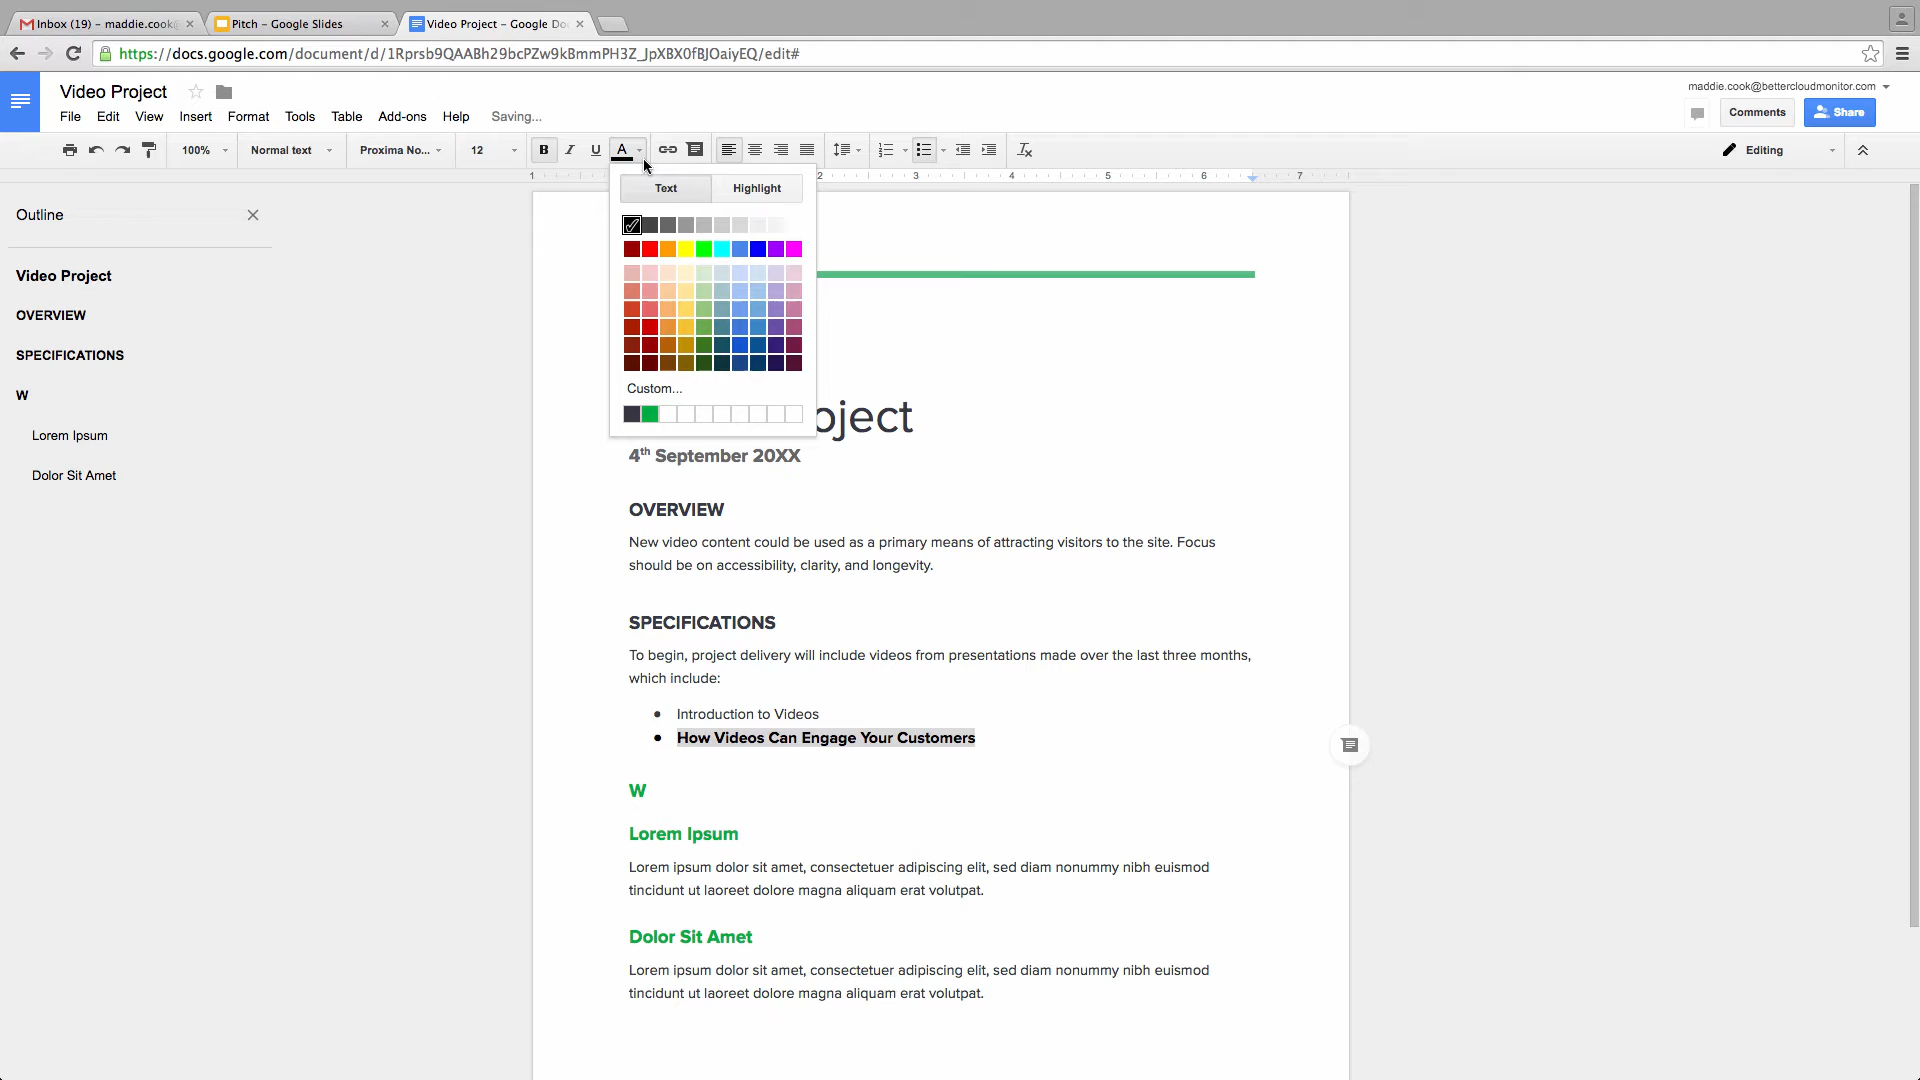 Inbox (19) – maddie.cook@
Pitch – Google Slides
Video Project – Google Do
https://docs.google.com/document/d/1Rprsb9QAABh29bcPZw9kBmmPH3Z_JpXBX0fBJOaiyEQ/edit#
Video Project
maddie.cook@bettercloudmonitor.com
File Edit View Insert Format Tools Table Add-ons Help Saving...
Comments
Share
100% Normal text Proxima No... 12 B I U A Editing
1 2 3 4 5 6 7
Text Highlight
Custom...
Outline
Video Project
OVERVIEW
SPECIFICATIONS
W
Lorem Ipsum
Dolor Sit Amet
oject
4th September 20XX
OVERVIEW
New video content could be used as a primary means of attracting visitors to the site. Focus
should be on accessibility, clarity, and longevity.
SPECIFICATIONS
To begin, project delivery will include videos from presentations made over the last three months,
which include:
● Introduction to Videos
● How Videos Can Engage Your Customers
W
Lorem Ipsum
Lorem ipsum dolor sit amet, consectetuer adipiscing elit, sed diam nonummy nibh euismod
tincidunt ut laoreet dolore magna aliquam erat volutpat.
Dolor Sit Amet
Lorem ipsum dolor sit amet, consectetuer adipiscing elit, sed diam nonummy nibh euismod
tincidunt ut laoreet dolore magna aliquam erat volutpat.